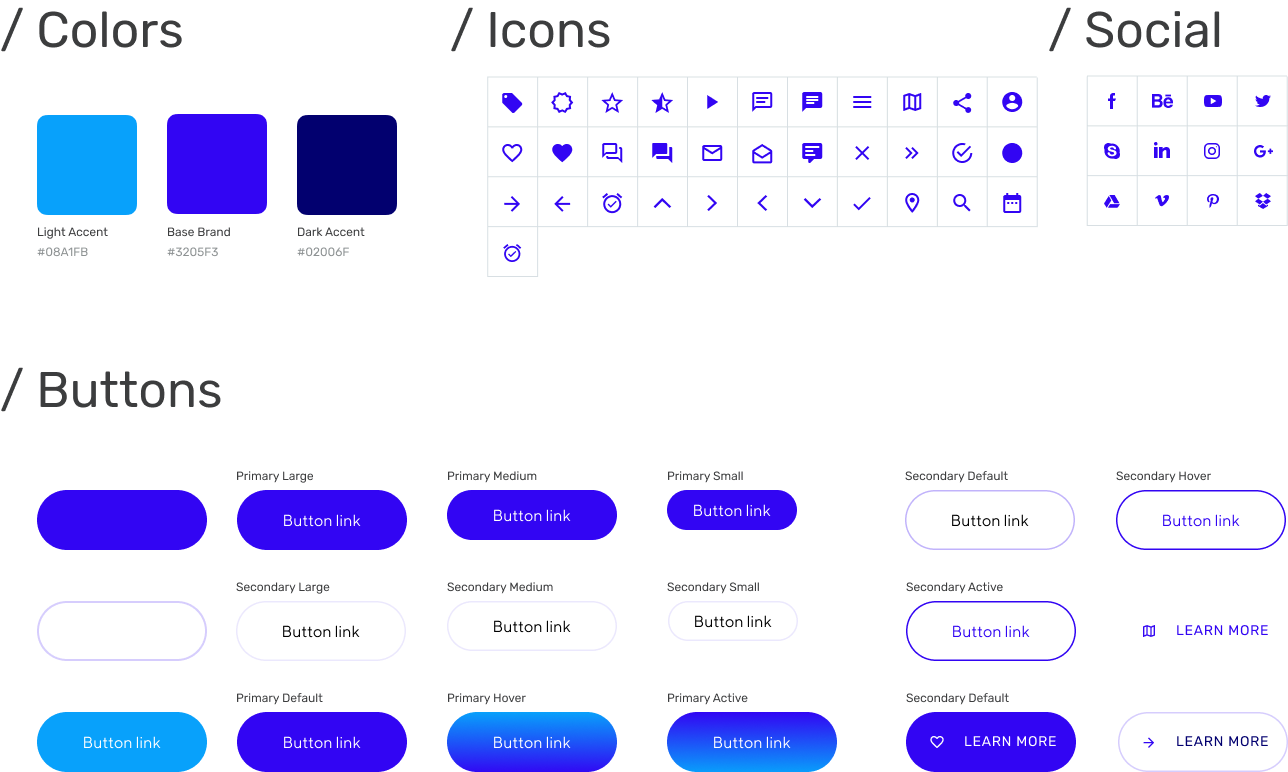 / Colors
/ Icons
/ Social
Light Accent
#08A1FB
Base Brand
#3205F3
Dark Accent
#02006F
/ Buttons
Primary Large
Primary Medium
Primary Small
Secondary Default
Secondary Hover
Button link
Button link
Button link
Button link
Button link
Secondary Large
Secondary Medium
Secondary Small
Secondary Active
Button link
Button link
Button link
Button link
LEARN MORE
Primary Default
Primary Hover
Primary Active
Secondary Default
Button link
Button link
Button link
Button link
LEARN MORE
LEARN MORE